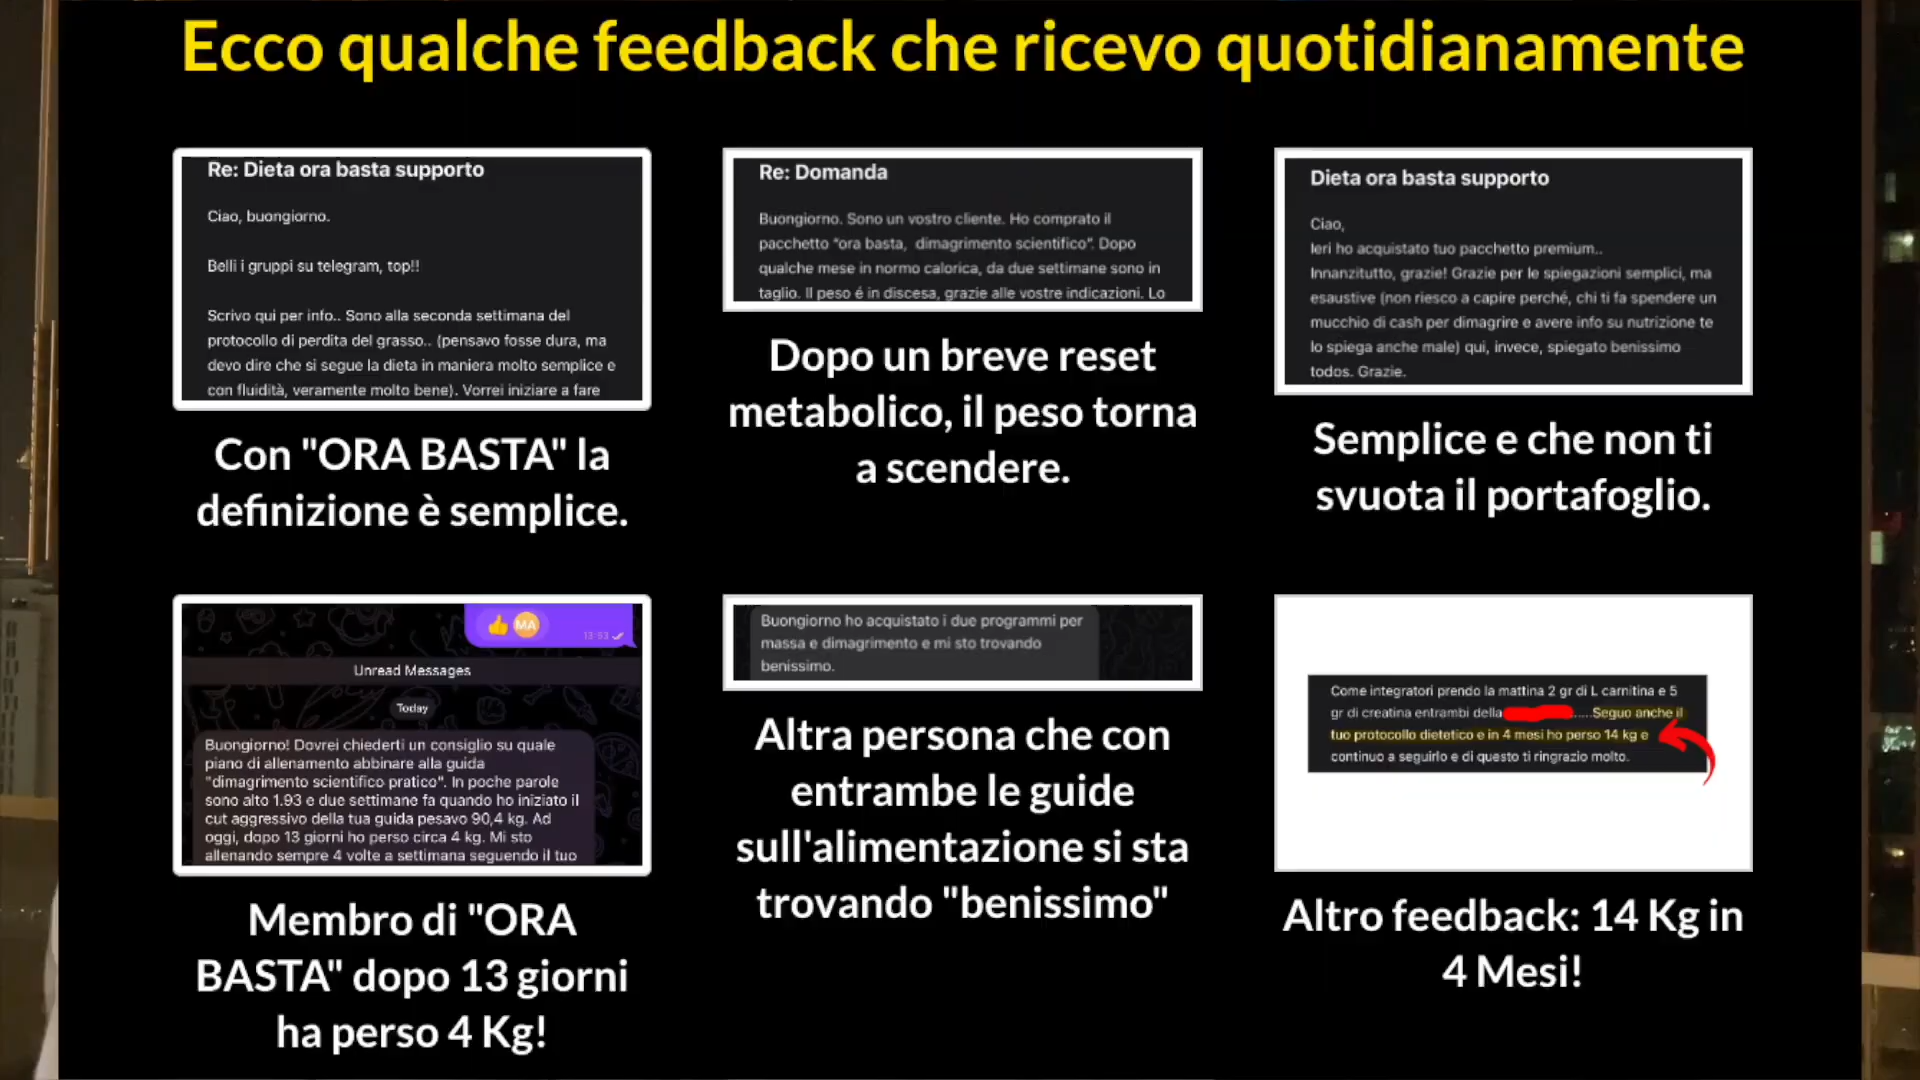 Ecco qualche feedback che ricevo quotidianamente
Re: Dieta ora basta supporto
Ciao, buongiorno.
Belli i gruppi su telegram, top!!
Scrivo qui per info.. Sono alla seconda settimana del
protocollo di perdita del grasso.. (pensavo fosse dura, ma
devo dire che si segue la dieta in maniera molto semplice e
con fluidità, veramente molto bene). Vorrei iniziare a fare
Con "ORA BASTA" la
definizione è semplice.
Re: Domanda
Buongiorno. Sono un vostro cliente. Ho comprato il
pacchetto "ora basta, dimagrimento scientifico". Dopo
qualche mese in normo calorica, da due settimane sono in
taglio. Il peso é in discesa, grazie alle vostre indicazioni. Lo
Dopo un breve reset
metabolico, il peso torna
a scendere.
Dieta ora basta supporto
Ciao,
Ieri ho acquistato tuo pacchetto premium..
Innanzitutto, grazie! Grazie per le spiegazioni semplici, ma
esaustive (non riesco a capire perché, chi ti fa spendere un
mucchio di cash per dimagrire e avere info su nutrizione te
lo spiega anche male) qui, invece, spiegato benissimo
todos. Grazie.
Semplice e che non ti
svuota il portafoglio.
MA
13:53
Unread Messages
Today
Buongiorno! Dovrei chiederti un consiglio su quale
piano di allenamento abbinare alla guida
"dimagrimento scientifico pratico". In poche parole
sono alto 1.93 e due settimane fa quando ho iniziato il
cut aggressivo della tua guida pesavo 90,4 kg. Ad
oggi, dopo 13 giorni ho perso circa 4 kg. Mi sto
allenando sempre 4 volte a settimana seguendo il tuo
Membro di "ORA
BASTA" dopo 13 giorni
ha perso 4 Kg!
Buongiorno ho acquistato i due programmi per
massa e dimagrimento e mi sto trovando
benissimo.
Altra persona che con
entrambe le guide
sull'alimentazione si sta
trovando "benissimo"
Come integratori prendo la mattina 2 gr di L carnitina e 5
gr di creatina entrambi della .....Seguo anche il
tuo protocollo dietetico e in 4 mesi ho perso 14 kg e
continuo a seguirlo e di questo ti ringrazio molto.
Altro feedback: 14 Kg in
4 Mesi!